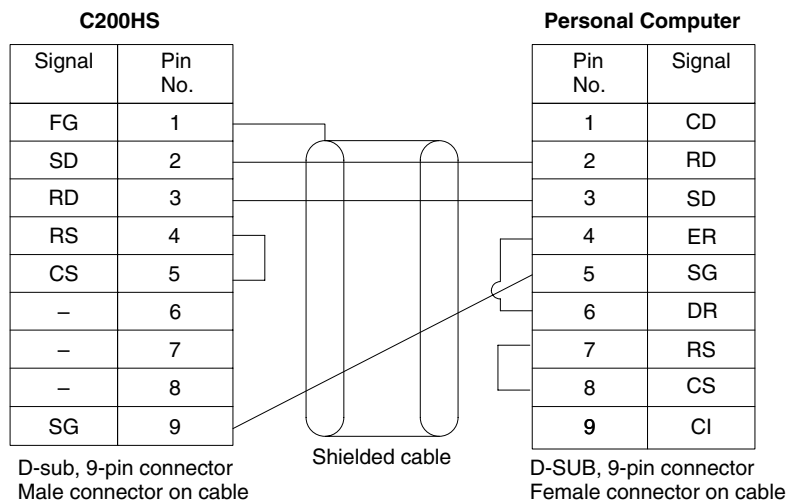 C200HS
Personal Computer
Signal Pin No.
Pin No. Signal
FG 1
1 CD
SD 2
2 RD
RD 3
3 SD
RS 4
4 ER
CS 5
5 SG
– 6
6 DR
– 7
7 RS
– 8
8 CS
SG 9
9 CI
Shielded cable
D-sub, 9-pin connector
Male connector on cable
D-SUB, 9-pin connector
Female connector on cable